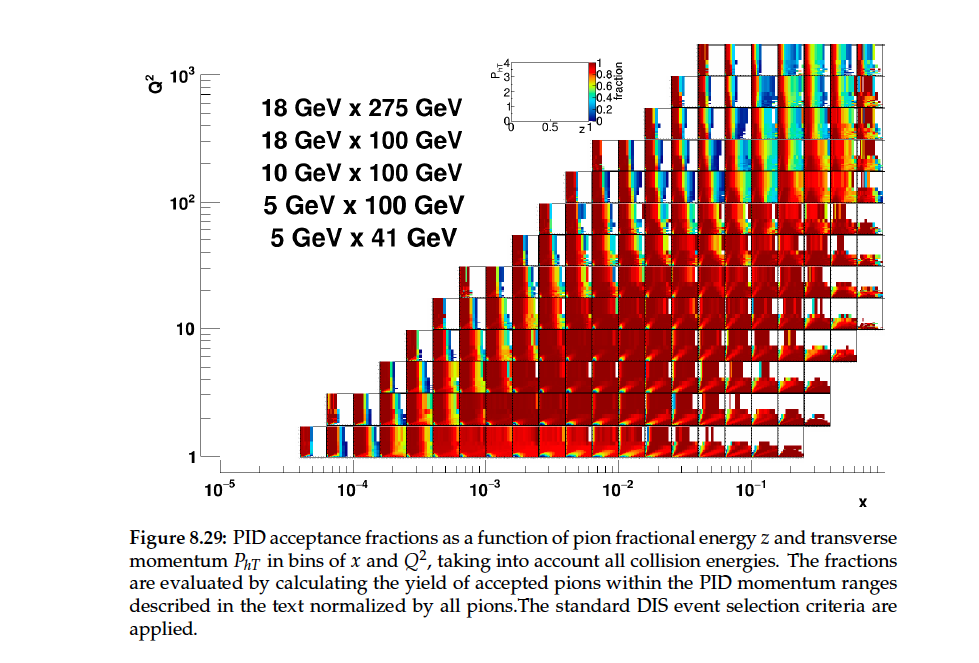 Q²
10³
10²
10
1
18 GeV x 275 GeV
18 GeV x 100 GeV
10 GeV x 100 GeV
5 GeV x 100 GeV
5 GeV x 41 GeV
P_hT
4
3
2
1
0
0 0.5 z 1
1
0.8
0.6
0.4
0.2
0
fraction
10⁻⁵ 10⁻⁴ 10⁻³ 10⁻² 10⁻¹
x
Figure 8.29: PID acceptance fractions as a function of pion fractional energy z and transverse
momentum P_hT in bins of x and Q², taking into account all collision energies. The fractions
are evaluated by calculating the yield of accepted pions within the PID momentum ranges
described in the text normalized by all pions.The standard DIS event selection criteria are
applied.